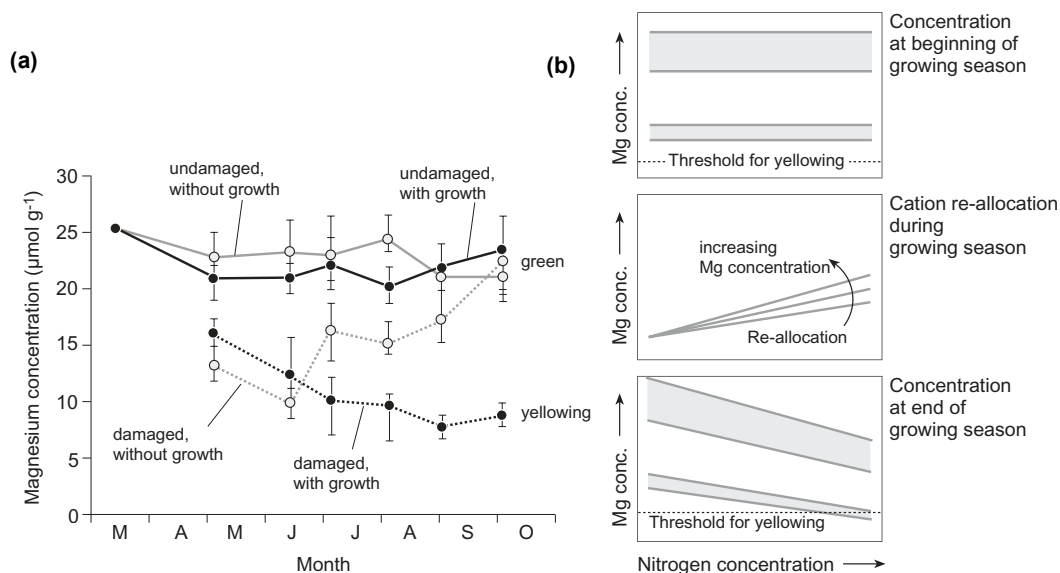 (a)
30
25
20
15
10
5
0
Magnesium concentration (µmol g⁻¹)
undamaged,
without growth
undamaged,
with growth
green
yellowing
damaged,
without growth
damaged,
with growth
M A M J J A S O
Month
(b)
Mg conc.
Threshold for yellowing
Concentration
at beginning of
growing season
Mg conc.
increasing
Mg concentration
Re-allocation
Cation re-allocation
during
growing season
Mg conc.
Threshold for yellowing
Concentration
at end of
growing season
Nitrogen concentration